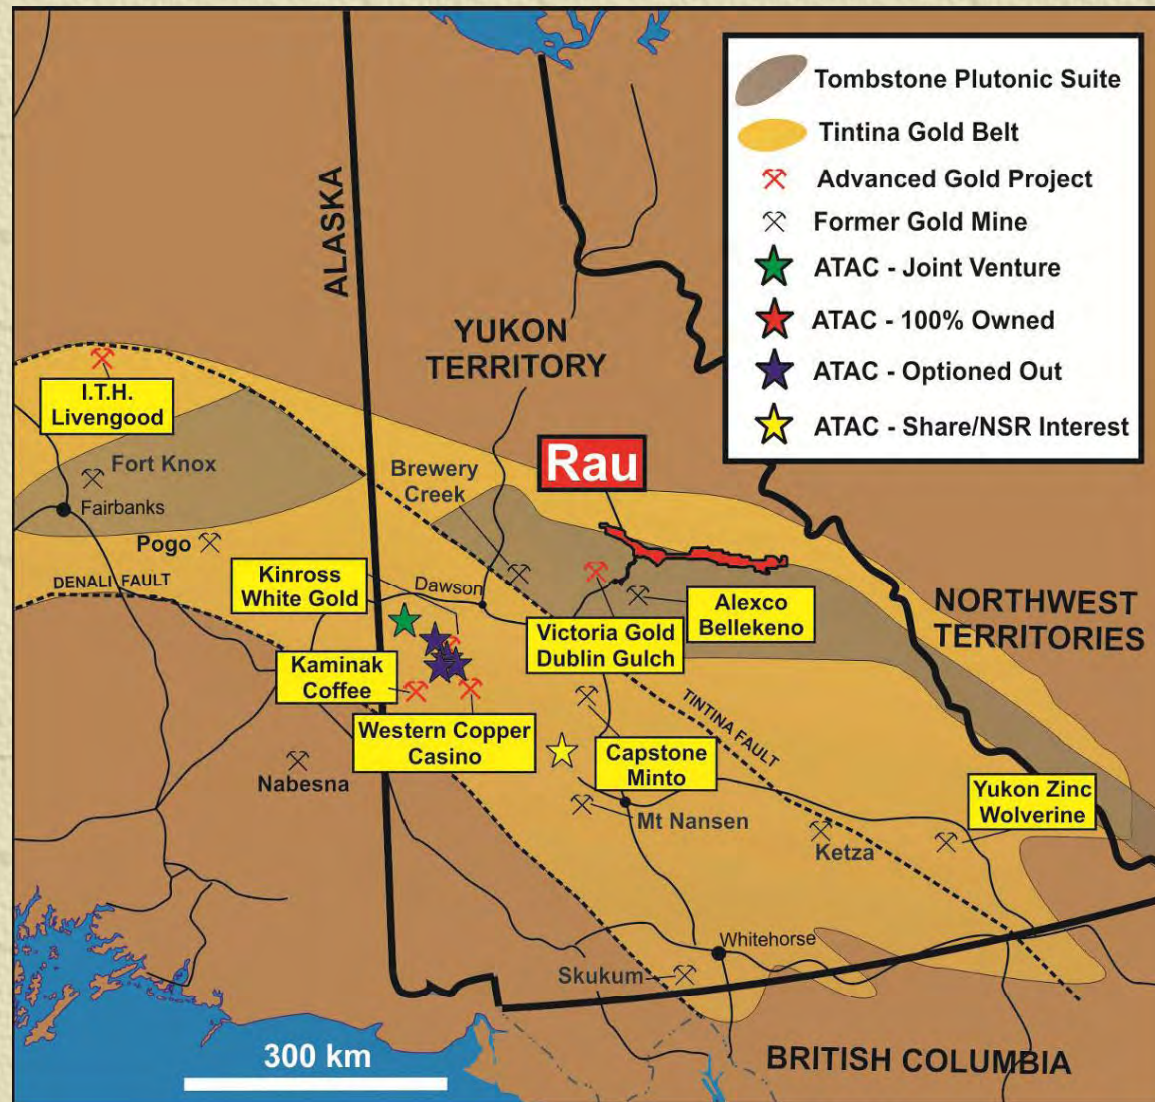 Tombstone Plutonic Suite
Tintina Gold Belt
Advanced Gold Project
Former Gold Mine
ATAC - Joint Venture
ATAC - 100% Owned
ATAC - Optioned Out
ATAC - Share/NSR Interest
ALASKA
YUKON
TERRITORY
I.T.H.
Livengood
Fort Knox
Fairbanks
Pogo
DENALI FAULT
Brewery
Creek
Rau
Kinross
White Gold
Dawson
Victoria Gold
Dublin Gulch
Alexco
Bellekeno
NORTHWEST
TERRITORIES
Kaminak
Coffee
Western Copper
Casino
TINTINA FAULT
Capstone
Minto
Nabesna
Mt Nansen
Ketza
Yukon Zinc
Wolverine
Whitehorse
Skukum
300 km
BRITISH COLUMBIA